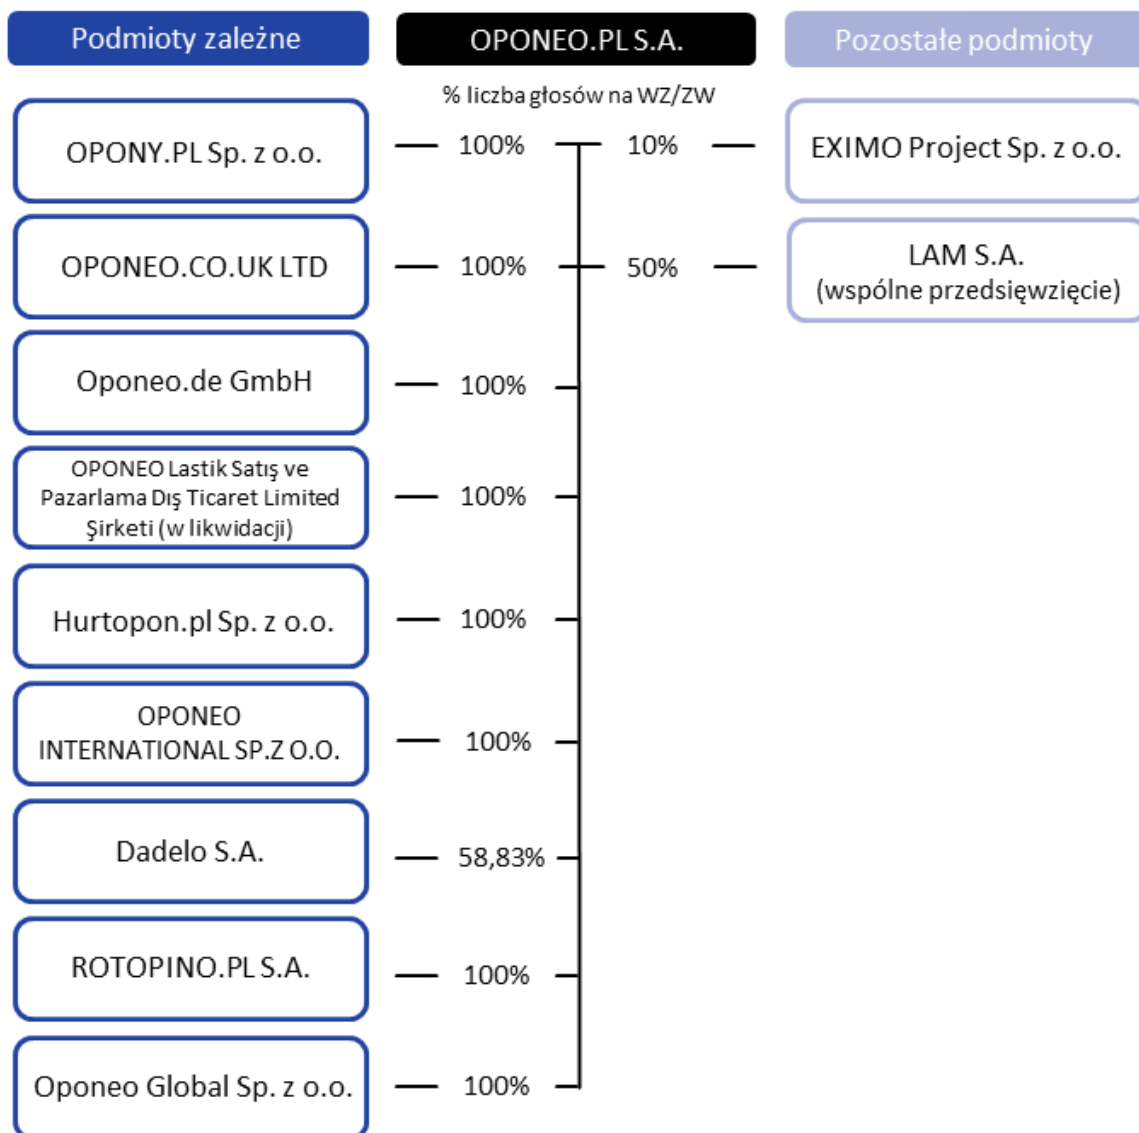 Podmioty zależne
OPONEO.PL S.A.
Pozostałe podmioty
% liczba głosów na WZ/ZW
OPONY.PL Sp. z o.o.
100%
10%
EXIMO Project Sp. z o.o.
OPONEO.CO.UK LTD
100%
50%
LAM S.A.
(wspólne przedsięwzięcie)
Oponeo.de GmbH
100%
OPONEO Lastik Satış ve
Pazarlama Dış Ticaret Limited
Şirketi (w likwidacji)
100%
Hurtopon.pl Sp. z o.o.
100%
OPONEO
INTERNATIONAL SP.Z O.O.
100%
Dadelo S.A.
58,83%
ROTOPINO.PL S.A.
100%
Oponeo Global Sp. z o.o.
100%